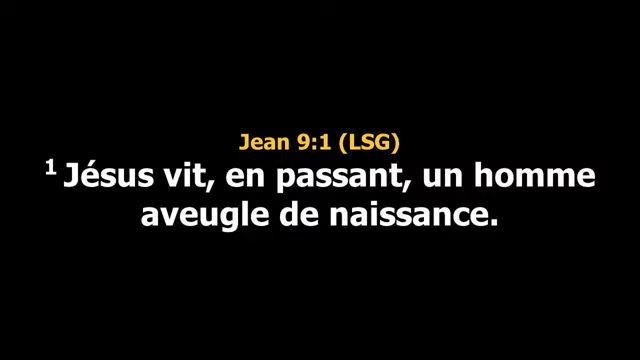 Jean 9:1 (LSG)
1 Jésus vit, en passant, un homme
aveugle de naissance.